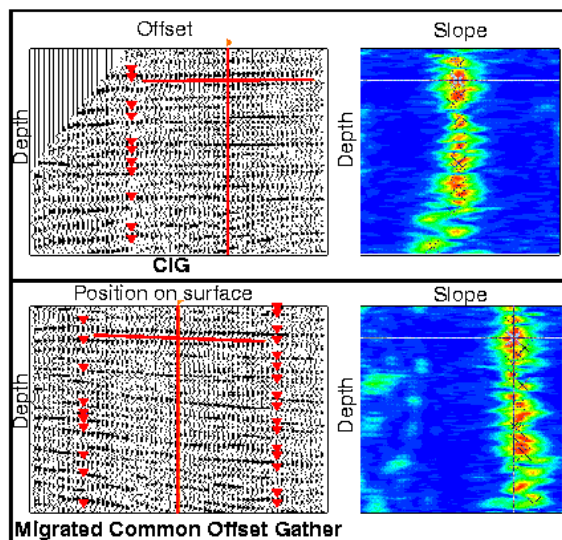 Offset
Slope
Depth
Depth
CIG
Position on surface
Slope
Depth
Depth
Migrated Common Offset Gather